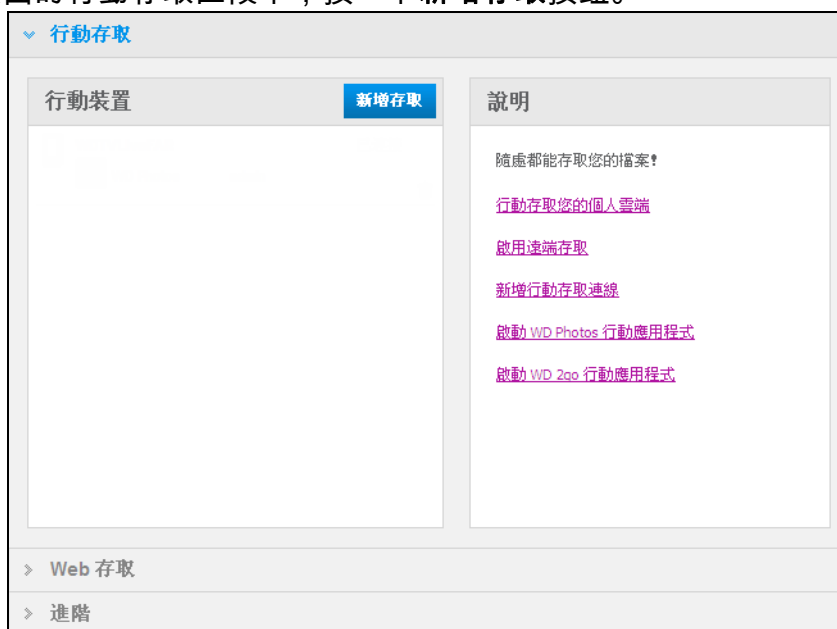 行動存取
行動裝置
新增存取
說明
隨處都能存取您的檔案!
行動存取您的個人雲端
啟用遠端存取
新增行動存取連線
啟動 WD Photos 行動應用程式
啟動 WD 2go 行動應用程式
Web 存取
進階